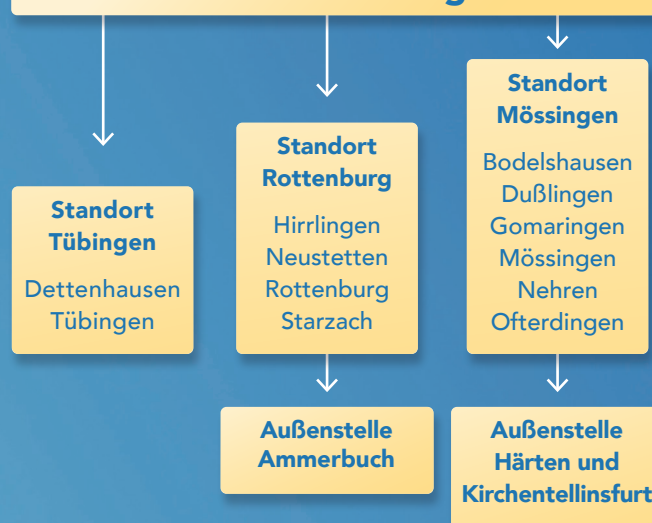 Standort
Tübingen
Dettenhausen
Tübingen
Standort
Rottenburg
Hirrlingen
Neustetten
Rottenburg
Starzach
Außenstelle
Ammerbuch
Standort
Mössingen
Bodelshausen
Dußlingen
Gomaringen
Mössingen
Nehren
Ofterdingen
Außenstelle
Härten und
Kirchentellinsfurt